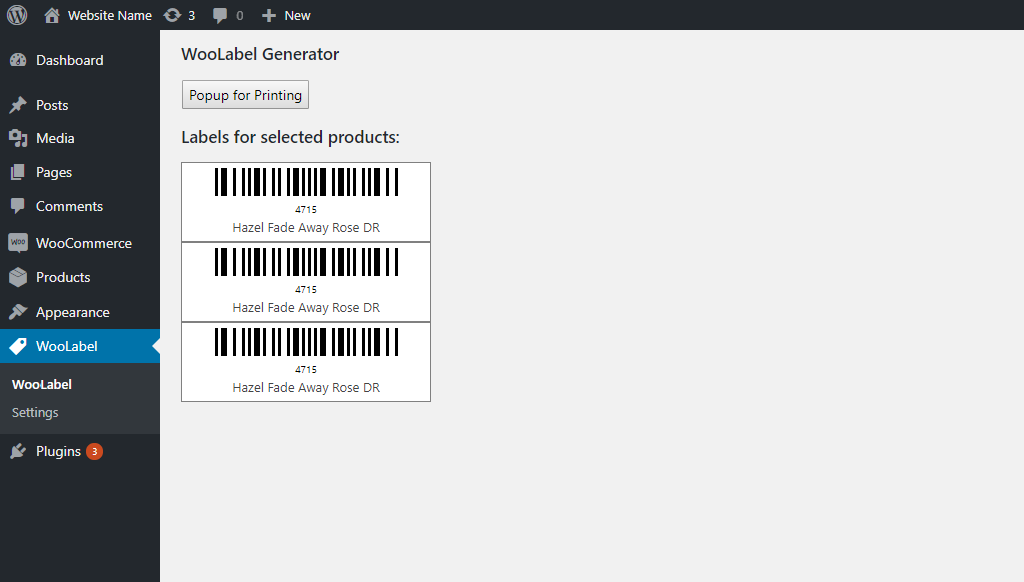 Website Name 3 0 New
Dashboard
Posts
Media
Pages
Comments
Woo WooCommerce
Products
Appearance
WooLabel
WooLabel
Settings
Plugins 3
WooLabel Generator
Popup for Printing
Labels for selected products:
4715
Hazel Fade Away Rose DR
4715
Hazel Fade Away Rose DR
4715
Hazel Fade Away Rose DR